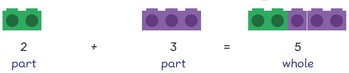 2 + 3 = 5
part part whole